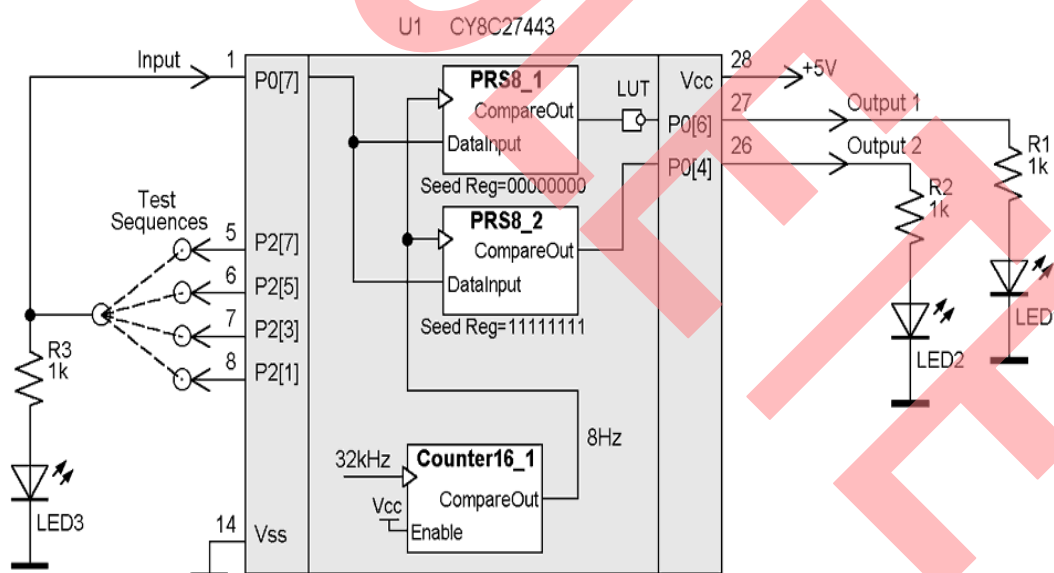 U1 CY8C27443
Input
1
P0[7]
PRS8_1
CompareOut
DataInput
Seed Reg=00000000
LUT
Vcc
28
+5V
27
P0[6]
Output 1
26
P0[4]
Output 2
R1
1k
R2
1k
PRS8_2
CompareOut
DataInput
Seed Reg=11111111
Test
Sequences
5
P2[7]
6
P2[5]
7
P2[3]
8
P2[1]
R3
1k
LED
LED2
8Hz
32kHz
Counter16_1
CompareOut
Vcc
Enable
LED3
14
Vss